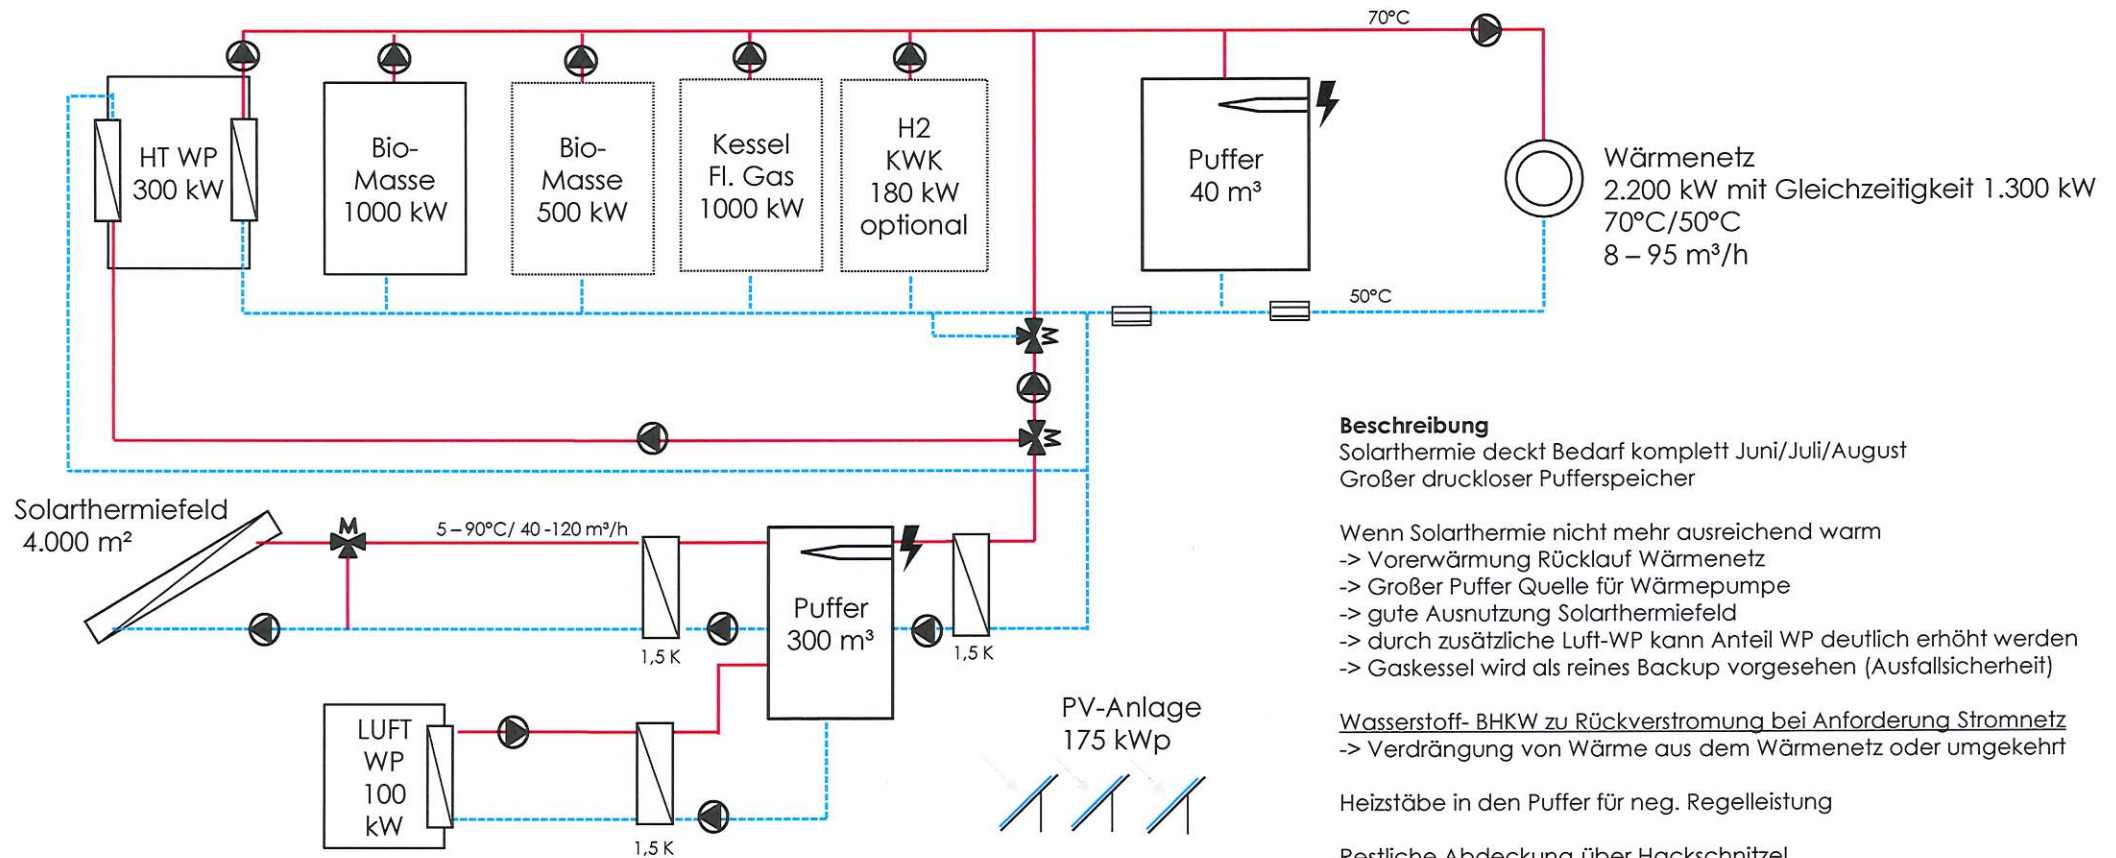 70°C
HT WP
300 kW
Bio-
Masse
1000 kW
Bio-
Masse
500 kW
Kessel
Fl. Gas
1000 kW
H2
KWK
180 kW
optional
Puffer
40 m³
Wärmenetz
2.200 kW mit Gleichzeitigkeit 1.300 kW
70°C/50°C
8 – 95 m³/h
50°C
M
M
Beschreibung
Solarthermie deckt Bedarf komplett Juni/Juli/August
Großer druckloser Pufferspeicher
Wenn Solarthermie nicht mehr ausreichend warm
-> Vorerwärmung Rücklauf Wärmenetz
-> Großer Puffer Quelle für Wärmepumpe
-> gute Ausnutzung Solarthermiefeld
-> durch zusätzliche Luft-WP kann Anteil WP deutlich erhöht werden
-> Gaskessel wird als reines Backup vorgesehen (Ausfallsicherheit)
Wasserstoff- BHKW zu Rückverstromung bei Anforderung Stromnetz
-> Verdrängung von Wärme aus dem Wärmenetz oder umgekehrt
Heizstäbe in den Puffer für neg. Regelleistung
Restliche Abdeckung über Hackschnitzel
Solarthermiefeld
4.000 m²
M
5 – 90°C/ 40 -120 m³/h
1,5 K
Puffer
300 m³
1,5 K
LUFT
WP
100
kW
1,5 K
PV-Anlage
175 kWp